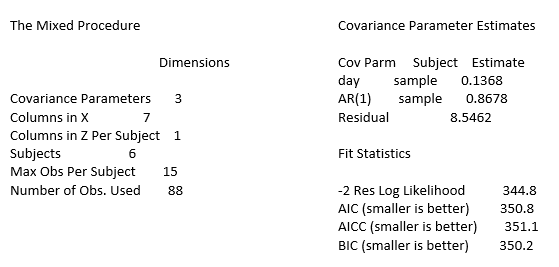 The Mixed Procedure
Dimensions
Covariance Parameters 3
Columns in X 7
Columns in Z Per Subject 1
Subjects 6
Max Obs Per Subject 15
Number of Obs. Used 88
Covariance Parameter Estimates
Cov Parm Subject Estimate
day sample 0.1368
AR(1) sample 0.8678
Residual 8.5462
Fit Statistics
-2 Res Log Likelihood 344.8
AIC (smaller is better) 350.8
AICC (smaller is better) 351.1
BIC (smaller is better) 350.2